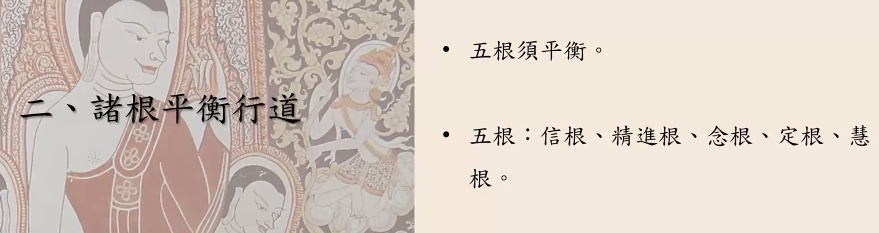 二、諸根平衡行道
• 五根須平衡。
• 五根：信根、精進根、念根、定根、慧
根。